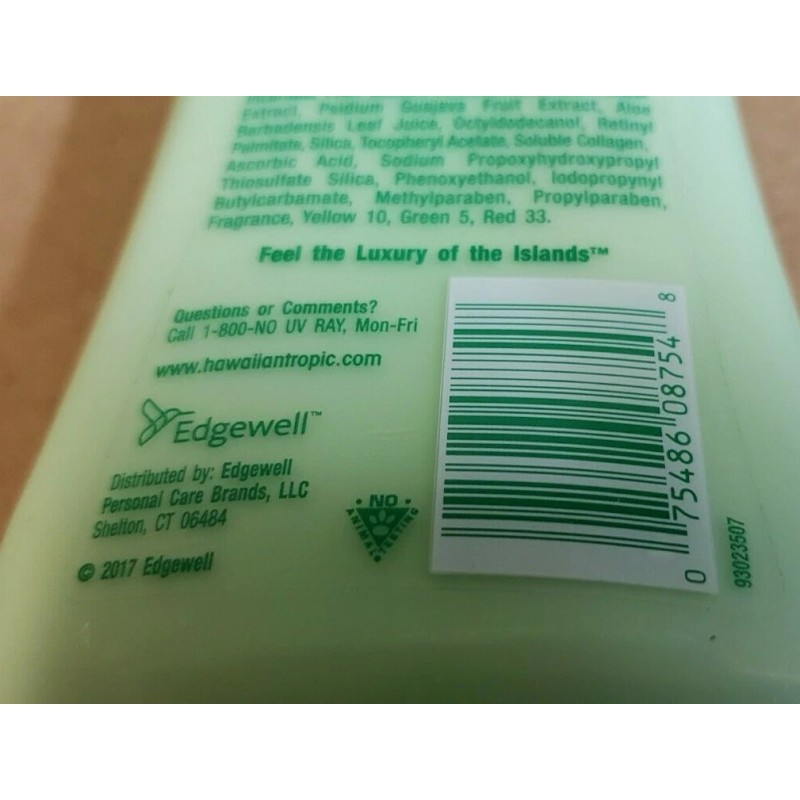 Extract, Psidium Guajava Fruit Extract, Aloe
Barbadensis Leaf Juice, Octyldodecanol, Retinyl
Palmitate, Silica, Tocopheryl Acetate, Soluble Collagen,
Ascorbic Acid, Sodium Propoxyhydroxypropyl
Thiosulfate Silica, Phenoxyethanol, Iodopropynyl
Butylcarbamate, Methylparaben, Propylparaben,
Fragrance, Yellow 10, Green 5, Red 33.
Feel the Luxury of the Islands™
Questions or Comments?
Call 1-800-NO UV RAY, Mon-Fri
www.hawaiiantropic.com
Edgewell™
Distributed by: Edgewell
Personal Care Brands, LLC
Shelton, CT 06484
© 2017 Edgewell
• NO •
ANIMAL TESTING
0 75486 08754 8
93023507